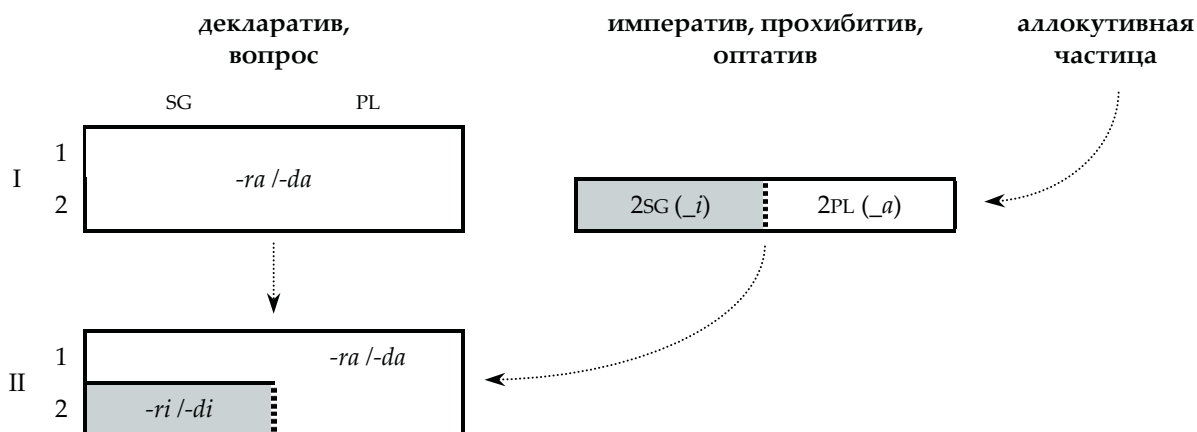 декларатив, императив, прохибитив, аллокутивная
вопрос оптатив частица
SG PL
1
I -ra /-da
2 2SG (_i) 2PL (_a)
1 -ra /-da
II
2 -ri /-di